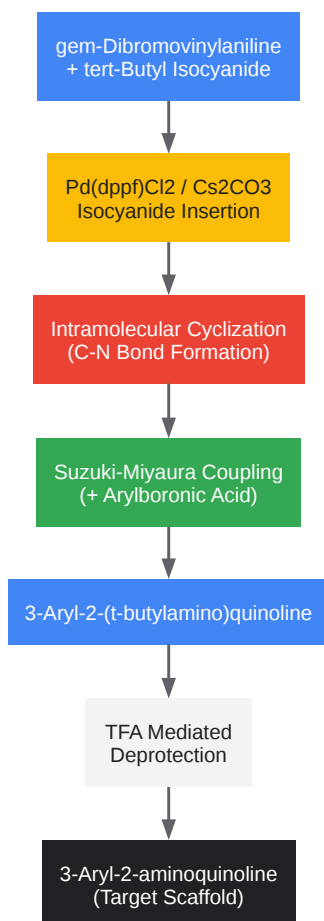 gem-Dibromovinylaniline
+ tert-Butyl Isocyanide
Pd(dppf)Cl2 / Cs2CO3
Isocyanide Insertion
Intramolecular Cyclization
(C-N Bond Formation)
Suzuki-Miyaura Coupling
(+ Arylboronic Acid)
3-Aryl-2-(t-butylamino)quinoline
TFA Mediated
Deprotection
3-Aryl-2-aminoquinoline
(Target Scaffold)